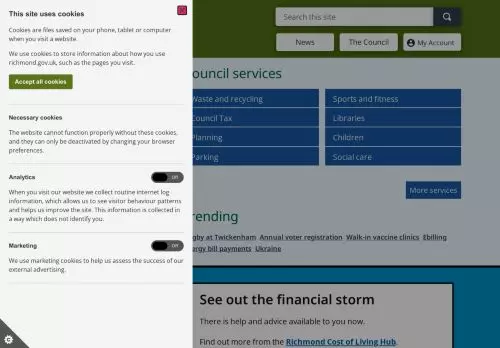 This site uses cookies
Cookies are files saved on your phone, tablet or computer
when you visit a website.
We use cookies to store information about how you use
richmond.gov.uk, such as the pages you visit.
Accept all cookies
Necessary cookies
The website cannot function properly without these cookies,
and they can only be deactivated by changing your browser
preferences.
Analytics
Off
When you visit our website we collect routine internet log
information, which allows us to see visitor behaviour patterns
and helps us improve the site. This information is collected in
a way which does not identify you.
Marketing
Off
We use marketing cookies to help us assess the success of our
external advertising.
Search this site
News
The Council
My Account
ouncil services
Waste and recycling
Sports and fitness
Council Tax
Libraries
Planning
Children
Parking
Social care
More services
rending
gby at Twickenham Annual voter registration Walk-in vaccine clinics Ebilling
ergy bill payments Ukraine
See out the financial storm
There is help and advice available to you now.
Find out more from the Richmond Cost of Living Hub.